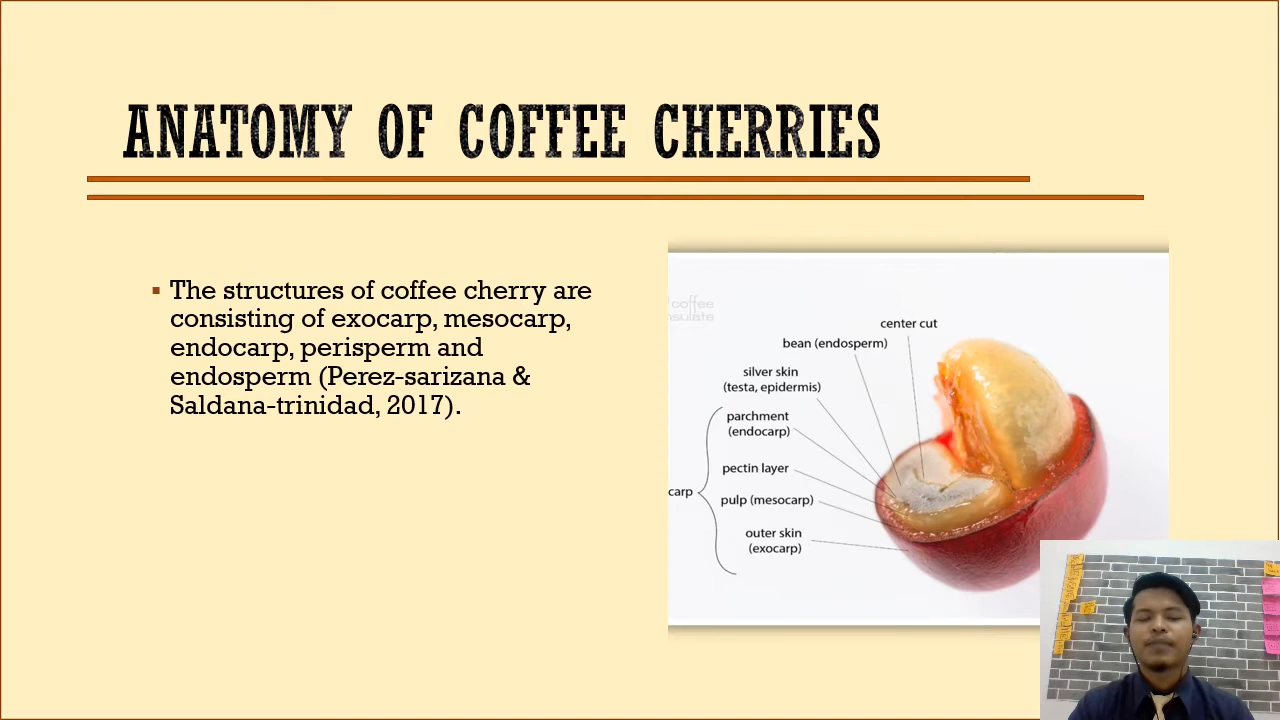 ANATOMY OF COFFEE CHERRIES
The structures of coffee cherry are
consisting of exocarp, mesocarp,
endocarp, perisperm and
endosperm (Perez-sarizana &
Saldana-trinidad, 2017).
coffee
nsulate
center cut
bean (endosperm)
silver skin
(testa, epidermis)
parchment
(endocarp)
pectin layer
carp
pulp (mesocarp)
outer skin
(exocarp)